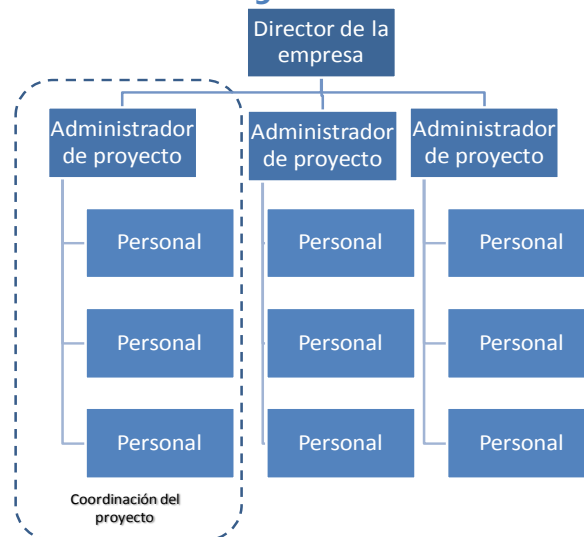 Director de la
empresa
Administrador
de proyecto
Administrador
de proyecto
Administrador
de proyecto
Personal
Personal
Personal
Personal
Personal
Personal
Personal
Personal
Personal
Coordinación del
proyecto